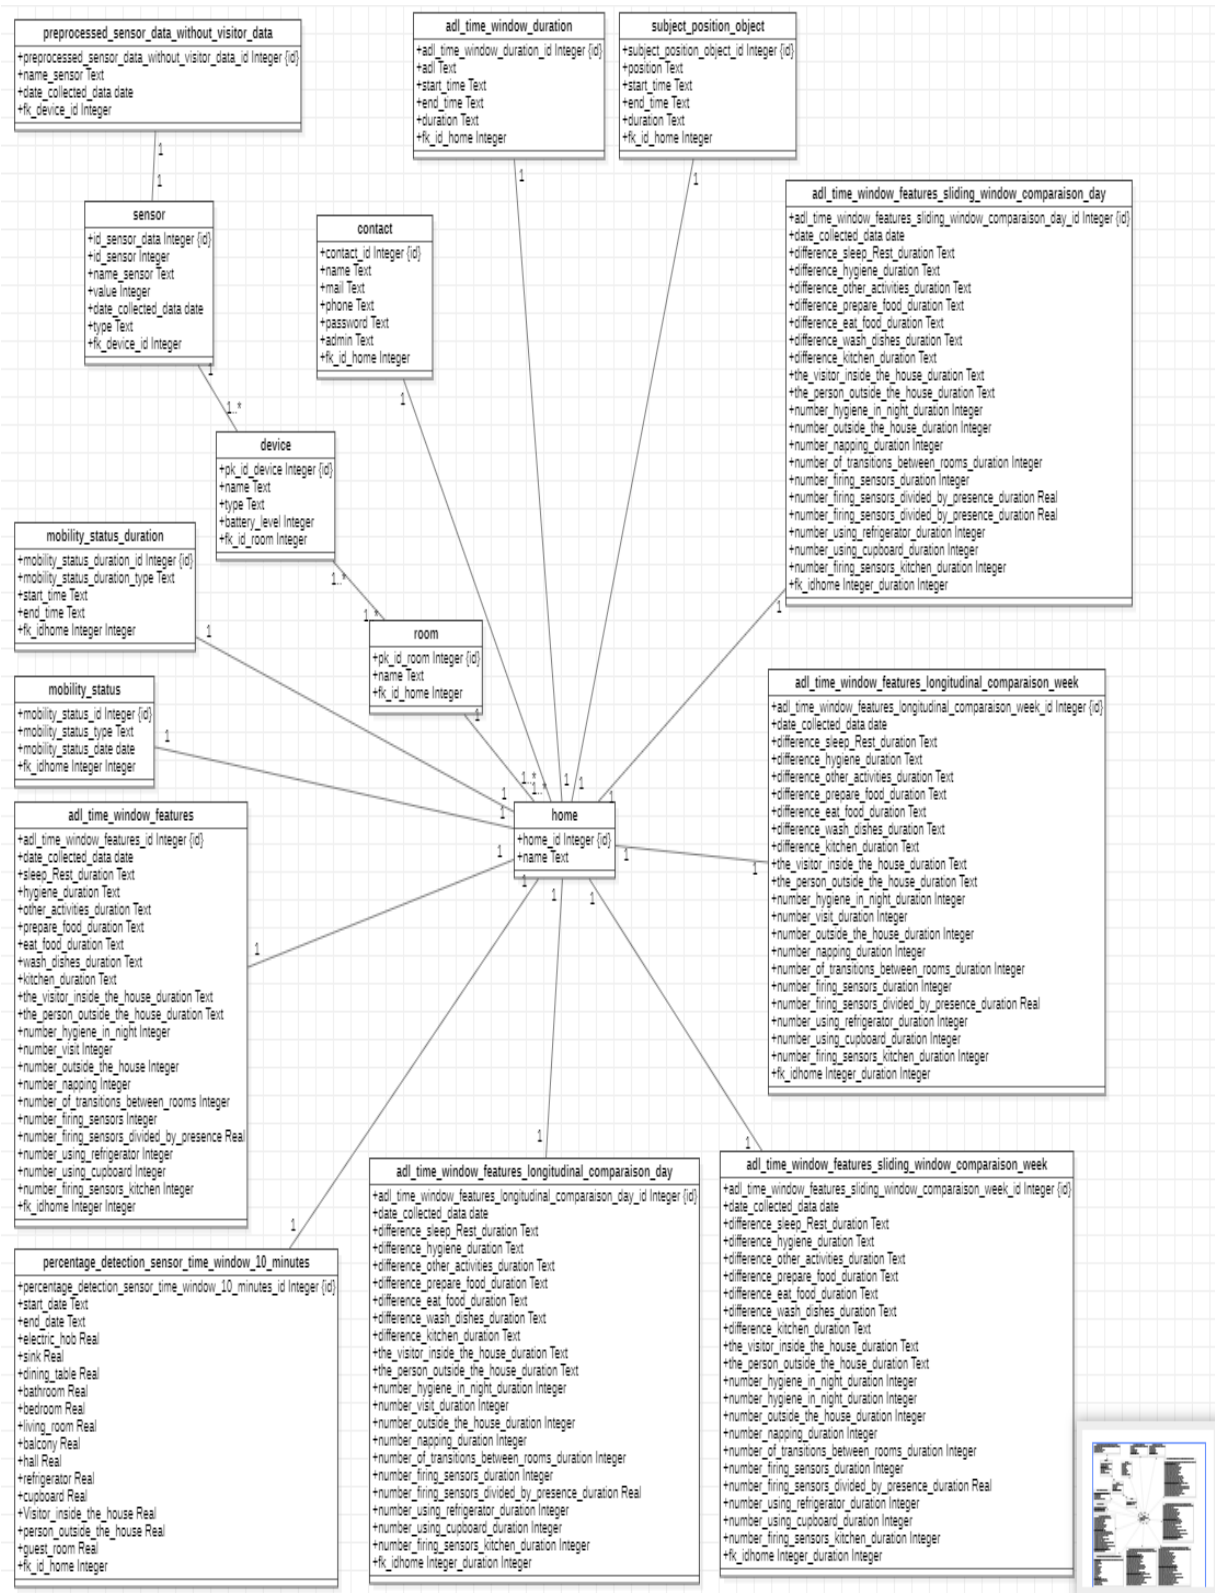 preprocessed_sensor_data_without_visitor_data
+preprocessed_sensor_data_without_visitor_data_id Integer {id}
+name_sensor Text
+date_collected_data date
+fk_device_id Integer
1
1
adl_time_window_duration
+adl_time_window_duration_id Integer {id}
+adl Text
+start_time Text
+end_time Text
+duration Text
+fk_id_home Integer
1
subject_position_object
+subject_position_object_id Integer {id}
+position Text
+start_time Text
+end_time Text
+duration Text
+fk_id_home Integer
1
sensor
+id_sensor_data Integer {id}
+id_sensor Integer
+name_sensor Text
+value Integer
+date_collected_data date
+type Text
+fk_device_id Integer
1
1..*
contact
+contact_id Integer {id}
+name Text
+mail Text
+phone Text
+password Text
+admin Text
+fk_id_home Integer
1
adl_time_window_features_sliding_window_comparaison_day
+adl_time_window_features_sliding_window_comparaison_day_id Integer {id}
+date_collected_data date
+difference_sleep_Rest_duration Text
+difference_hygiene_duration Text
+difference_other_activities_duration Text
+difference_prepare_food_duration Text
+difference_eat_food_duration Text
+difference_wash_dishes_duration Text
+difference_kitchen_duration Text
+the_visitor_inside_the_house_duration Text
+the_person_outside_the_house_duration Text
+number_hygiene_in_night_duration Integer
+number_outside_the_house_duration Integer
+number_napping_duration Integer
+number_of_transitions_between_rooms_duration Integer
+number_firing_sensors_duration Integer
+number_firing_sensors_divided_by_presence_duration Real
+number_firing_sensors_divided_by_presence_duration Real
+number_using_refrigerator_duration Integer
+number_using_cupboard_duration Integer
+number_firing_sensors_kitchen_duration Integer
+fk_idhome Integer_duration Integer
1
device
+pk_id_device Integer {id}
+name Text
+type Text
+battery_level Integer
+fk_id_room Integer
1..*
1..*
mobility_status_duration
+mobility_status_duration_id Integer {id}
+mobility_status_duration_type Text
+start_time Text
+end_time Text
+fk_idhome Integer Integer
1
room
+pk_id_room Integer {id}
+name Text
+fk_id_home Integer
1
mobility_status
+mobility_status_id Integer {id}
+mobility_status_type Text
+mobility_status_date date
+fk_idhome Integer Integer
1
1..*
1..*
1
1
1
1
1
home
+home_id Integer {id}
+name Text
1
1
1
1
1
adl_time_window_features_longitudinal_comparaison_week
+adl_time_window_features_longitudinal_comparaison_week_id Integer {id}
+date_collected_data date
+difference_sleep_Rest_duration Text
+difference_hygiene_duration Text
+difference_other_activities_duration Text
+difference_prepare_food_duration Text
+difference_eat_food_duration Text
+difference_wash_dishes_duration Text
+difference_kitchen_duration Text
+the_visitor_inside_the_house_duration Text
+the_person_outside_the_house_duration Text
+number_hygiene_in_night_duration Integer
+number_visit_duration Integer
+number_outside_the_house_duration Integer
+number_napping_duration Integer
+number_of_transitions_between_rooms_duration Integer
+number_firing_sensors_duration Integer
+number_firing_sensors_divided_by_presence_duration Real
+number_using_refrigerator_duration Integer
+number_using_cupboard_duration Integer
+number_firing_sensors_kitchen_duration Integer
+fk_idhome Integer_duration Integer
1
adl_time_window_features
+adl_time_window_features_id Integer {id}
+date_collected_data date
+sleep_Rest_duration Text
+hygiene_duration Text
+other_activities_duration Text
+prepare_food_duration Text
+eat_food_duration Text
+wash_dishes_duration Text
+kitchen_duration Text
+the_visitor_inside_the_house_duration Text
+the_person_outside_the_house_duration Text
+number_hygiene_in_night Integer
+number_visit Integer
+number_outside_the_house Integer
+number_napping Integer
+number_of_transitions_between_rooms Integer
+number_firing_sensors Integer
+number_firing_sensors_divided_by_presence Real
+number_using_refrigerator Integer
+number_using_cupboard Integer
+number_firing_sensors_kitchen Integer
+fk_idhome Integer Integer
1
percentage_detection_sensor_time_window_10_minutes
+percentage_detection_sensor_time_window_10_minutes_id Integer {id}
+start_date Text
+end_date Text
+electric_hob Real
+sink Real
+dining_table Real
+bathroom Real
+bedroom Real
+living_room Real
+balcony Real
+hall Real
+refrigerator Real
+cupboard Real
+Visitor_inside_the_house Real
+person_outside_the_house Real
+guest_room Real
+fk_id_home Integer
1
adl_time_window_features_longitudinal_comparaison_day
+adl_time_window_features_longitudinal_comparaison_day_id Integer {id}
+date_collected_data date
+difference_sleep_Rest_duration Text
+difference_hygiene_duration Text
+difference_other_activities_duration Text
+difference_prepare_food_duration Text
+difference_eat_food_duration Text
+difference_wash_dishes_duration Text
+difference_kitchen_duration Text
+the_visitor_inside_the_house_duration Text
+the_person_outside_the_house_duration Text
+number_hygiene_in_night_duration Integer
+number_visit_duration Integer
+number_outside_the_house_duration Integer
+number_napping_duration Integer
+number_of_transitions_between_rooms_duration Integer
+number_firing_sensors_duration Integer
+number_firing_sensors_divided_by_presence_duration Real
+number_using_refrigerator_duration Integer
+number_using_cupboard_duration Integer
+number_firing_sensors_kitchen_duration Integer
+fk_idhome Integer_duration Integer
1
adl_time_window_features_sliding_window_comparaison_week
+adl_time_window_features_sliding_window_comparaison_week_id Integer {id}
+date_collected_data date
+difference_sleep_Rest_duration Text
+difference_hygiene_duration Text
+difference_other_activities_duration Text
+difference_prepare_food_duration Text
+difference_eat_food_duration Text
+difference_wash_dishes_duration Text
+difference_kitchen_duration Text
+the_visitor_inside_the_house_duration Text
+the_person_outside_the_house_duration Text
+number_hygiene_in_night_duration Integer
+number_hygiene_in_night_duration Integer
+number_outside_the_house_duration Integer
+number_napping_duration Integer
+number_of_transitions_between_rooms_duration Integer
+number_firing_sensors_duration Integer
+number_firing_sensors_divided_by_presence_duration Real
+number_using_refrigerator_duration Integer
+number_using_cupboard_duration Integer
+number_firing_sensors_kitchen_duration Integer
+fk_idhome Integer_duration Integer
1